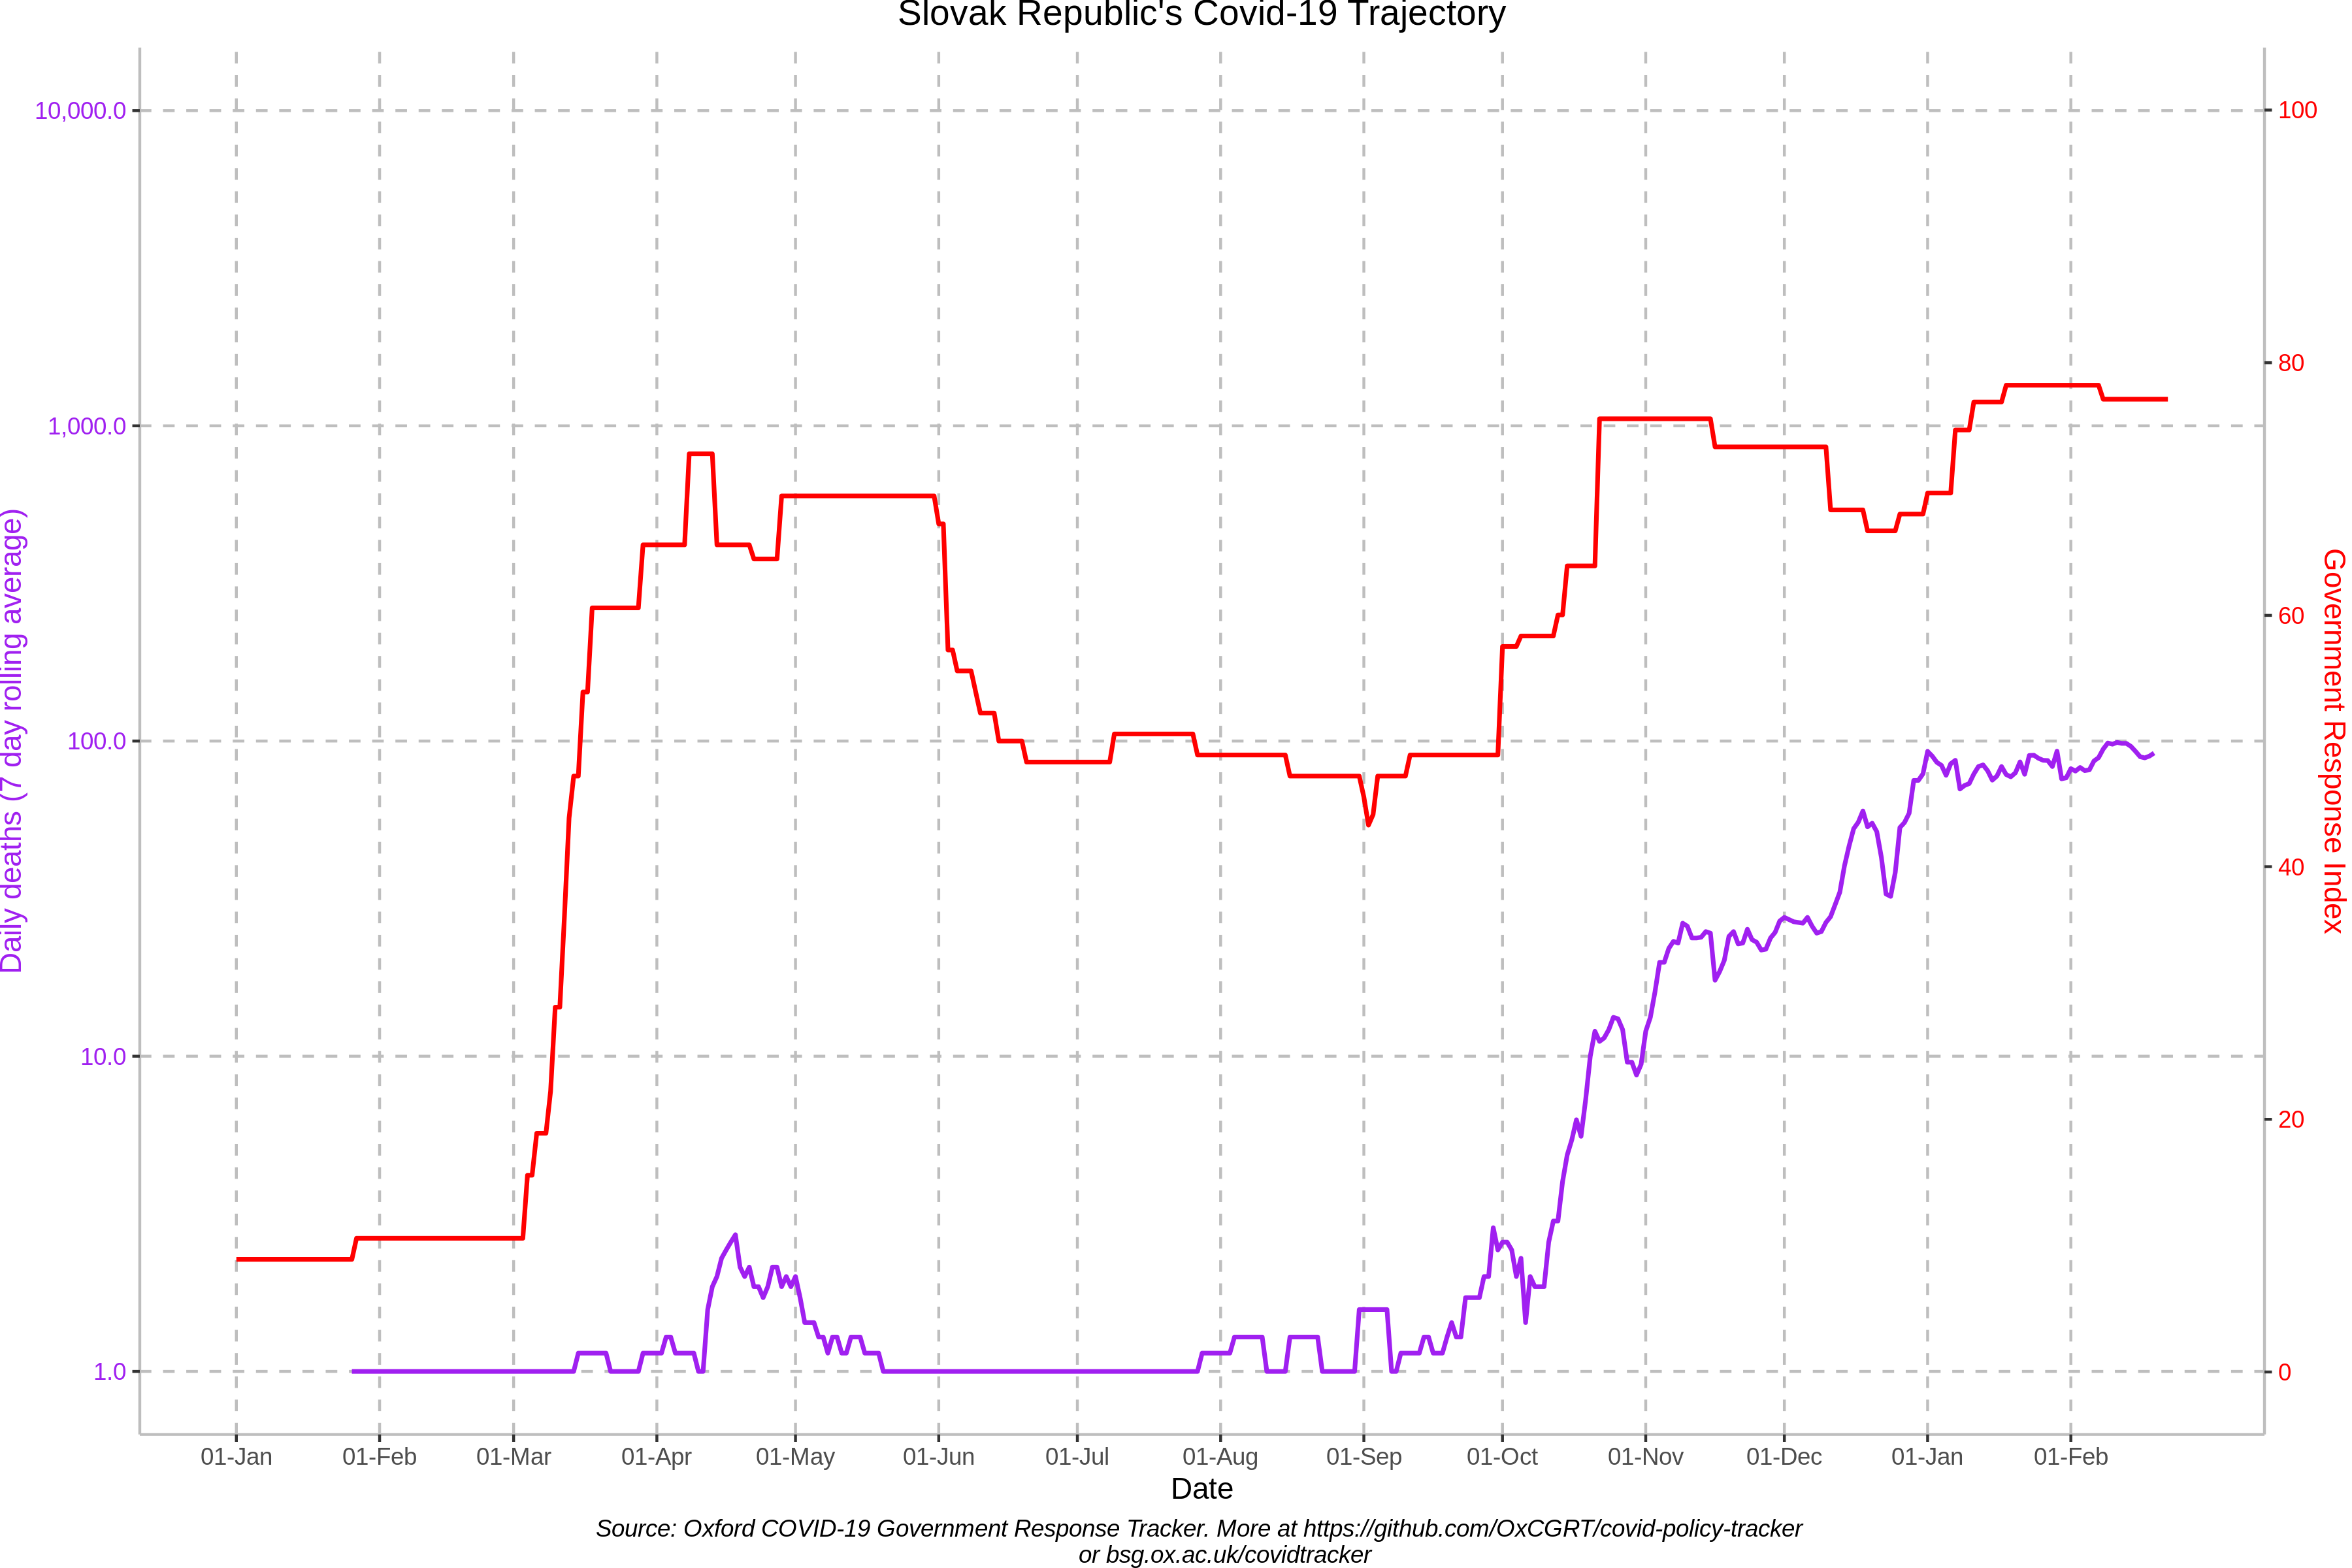 Slovak Republic's Covid-19 Trajectory
10,000.0
1,000.0
100.0
10.0
1.0
Daily deaths (7 day rolling average)
100
80
60
40
20
0
Government Response Index
01-Jan 01-Feb 01-Mar 01-Apr 01-May 01-Jun 01-Jul 01-Aug 01-Sep 01-Oct 01-Nov 01-Dec 01-Jan 01-Feb
Date
Source: Oxford COVID-19 Government Response Tracker. More at https://github.com/OxCGRT/covid-policy-tracker
or bsg.ox.ac.uk/covidtracker